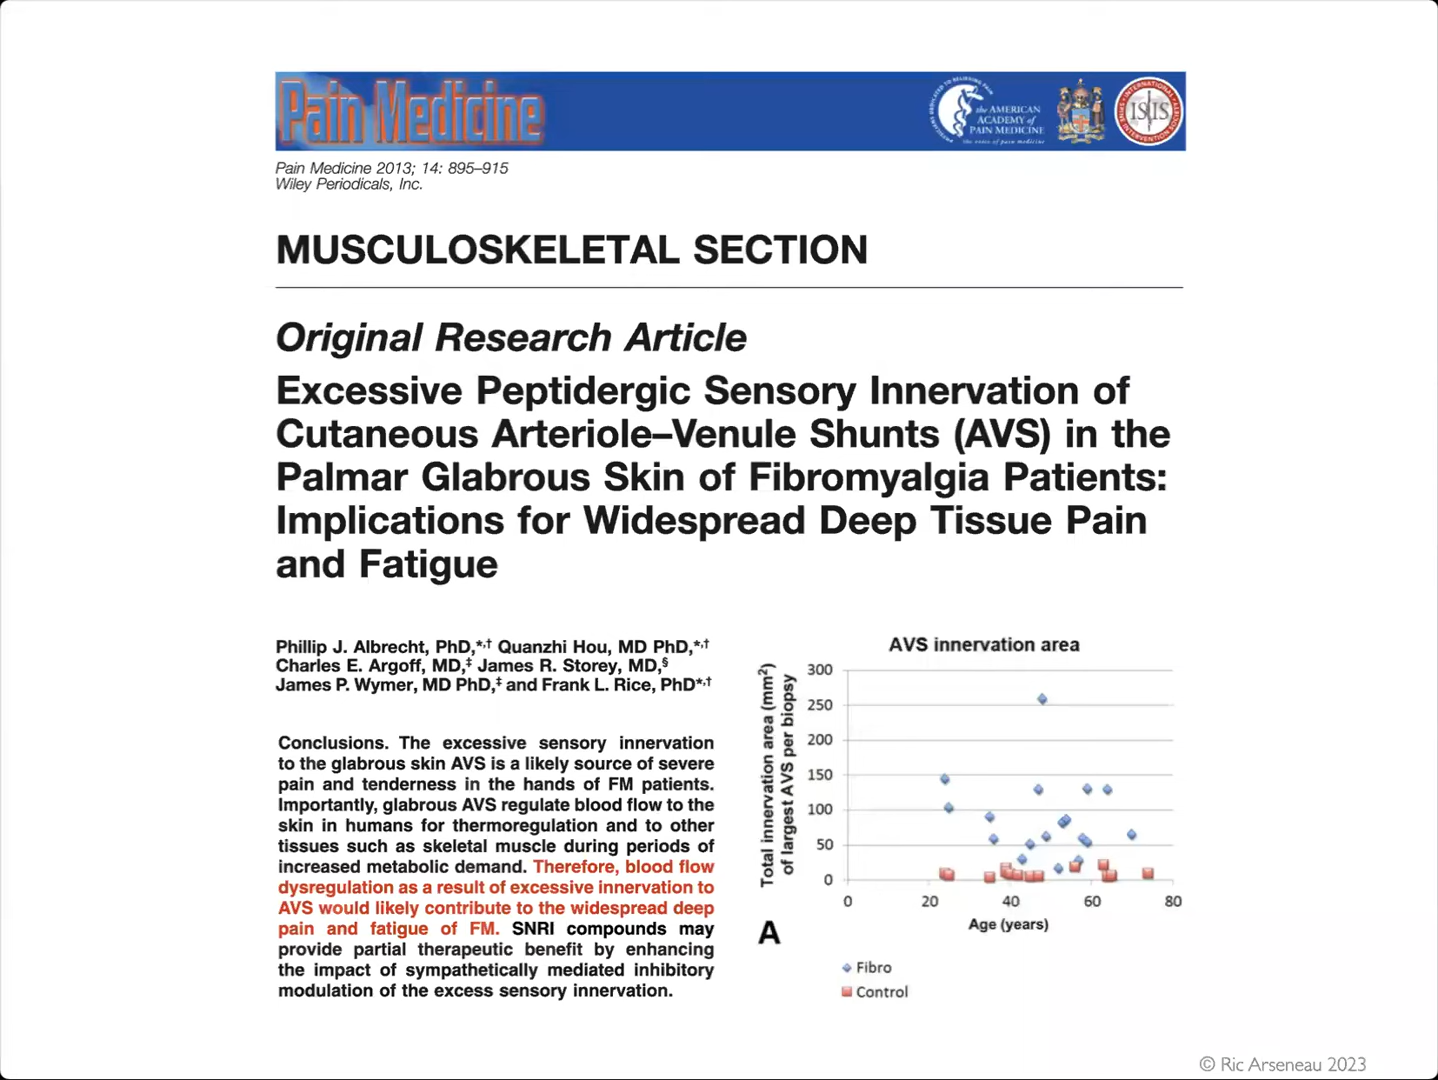 Pain Medicine
the AMERICAN
ACADEMY of
PAIN MEDICINE
the voice of pain medicine
ISIS
Pain Medicine 2013; 14: 895–915
Wiley Periodicals, Inc.
MUSCULOSKELETAL SECTION
Original Research Article
Excessive Peptidergic Sensory Innervation of
Cutaneous Arteriole–Venule Shunts (AVS) in the
Palmar Glabrous Skin of Fibromyalgia Patients:
Implications for Widespread Deep Tissue Pain
and Fatigue
Phillip J. Albrecht, PhD,*,† Quanzhi Hou, MD PhD,*,†
Charles E. Argoff, MD,‡ James R. Storey, MD,§
James P. Wymer, MD PhD,‡ and Frank L. Rice, PhD*,†
Conclusions. The excessive sensory innervation
to the glabrous skin AVS is a likely source of severe
pain and tenderness in the hands of FM patients.
Importantly, glabrous AVS regulate blood flow to the
skin in humans for thermoregulation and to other
tissues such as skeletal muscle during periods of
increased metabolic demand. Therefore, blood flow
dysregulation as a result of excessive innervation to
AVS would likely contribute to the widespread deep
pain and fatigue of FM. SNRI compounds may
provide partial therapeutic benefit by enhancing
the impact of sympathetically mediated inhibitory
modulation of the excess sensory innervation.
AVS innervation area
Total innervation area (mm²)
of largest AVS per biopsy
300
250
200
150
100
50
0
0 20 40 60 80
Age (years)
A
Fibro
Control
© Ric Arseneau 2023